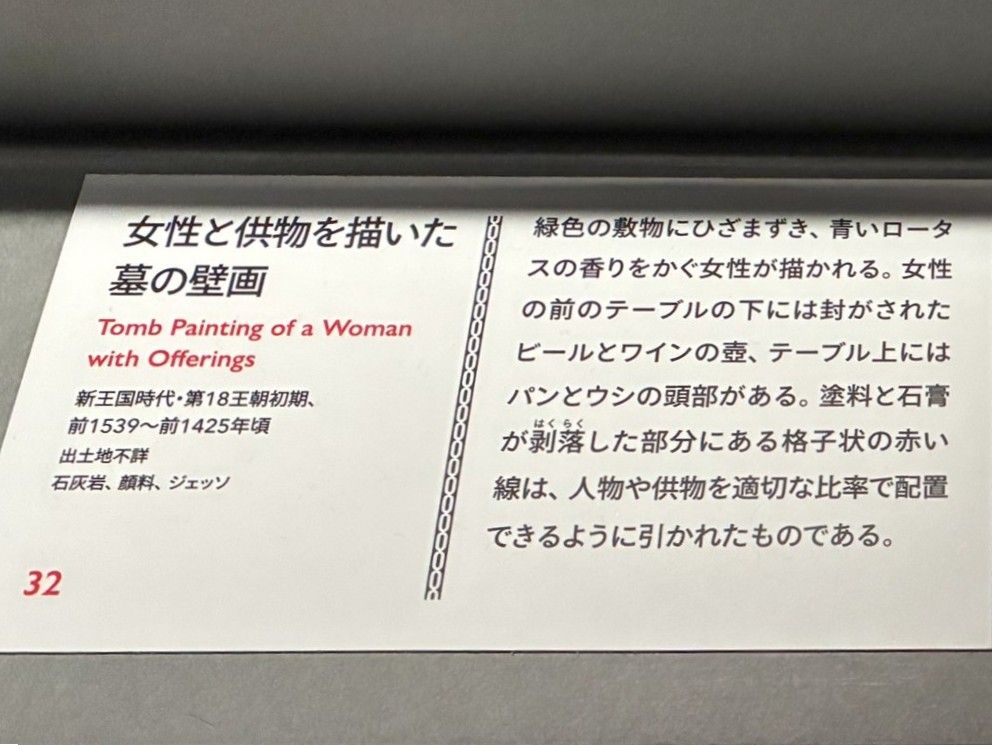 女性と供物を描いた
墓の壁画
Tomb Painting of a Woman
with Offerings
新王国時代・第18王朝初期、
前1539〜前1425年頃
出土地不詳
石灰岩、顔料、ジェッソ
32
緑色の敷物にひざまずき、青いロータ
スの香りをかぐ女性が描かれる。女性
の前のテーブルの下には封がされた
ビールとワインの壺、テーブル上には
パンとウシの頭部がある。塗料と石膏
はくらく
が剥落した部分にある格子状の赤い
線は、人物や供物を適切な比率で配置
できるように引かれたものである。